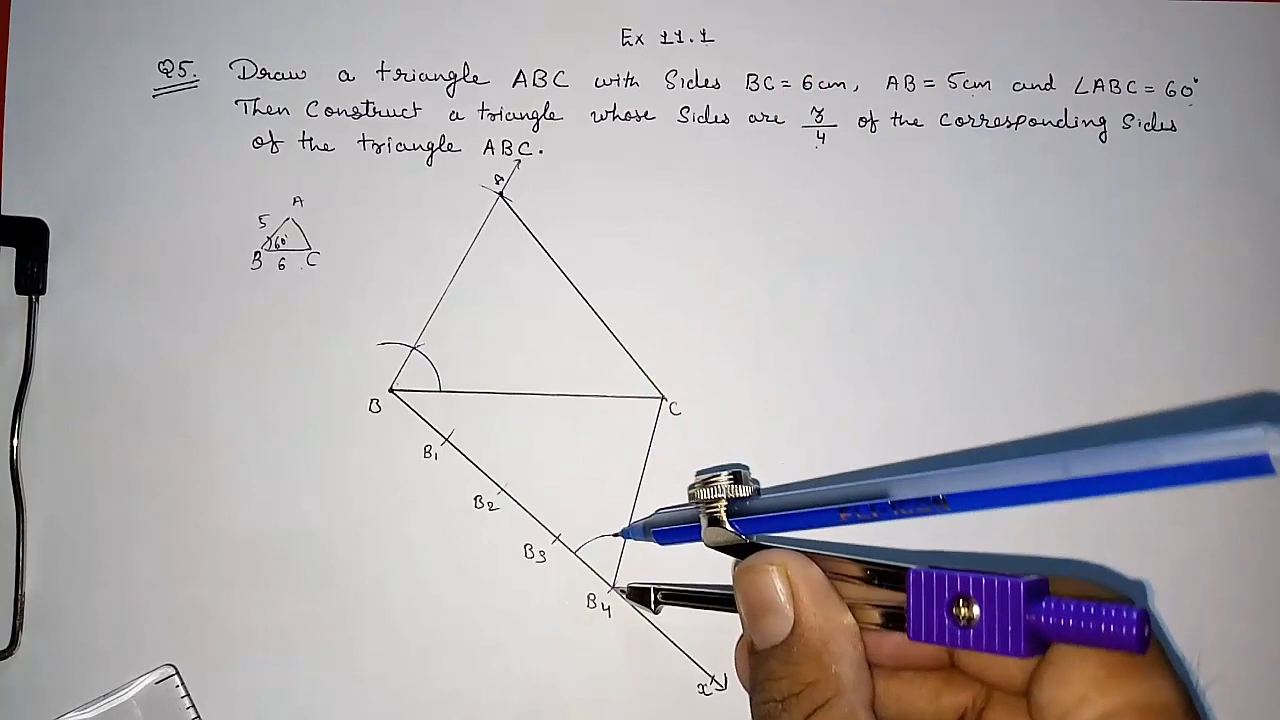 Ex 11.1
Q5. Draw a triangle ABC with Sides BC = 6cm, AB = 5cm and ∠ABC = 60°
Then Construct a triangle whose Sides are 3/4 of the corresponding Sides
of the triangle ABC.
A
A
5
60°
B 6 C
B
C
B1
B2
B3
B4
X